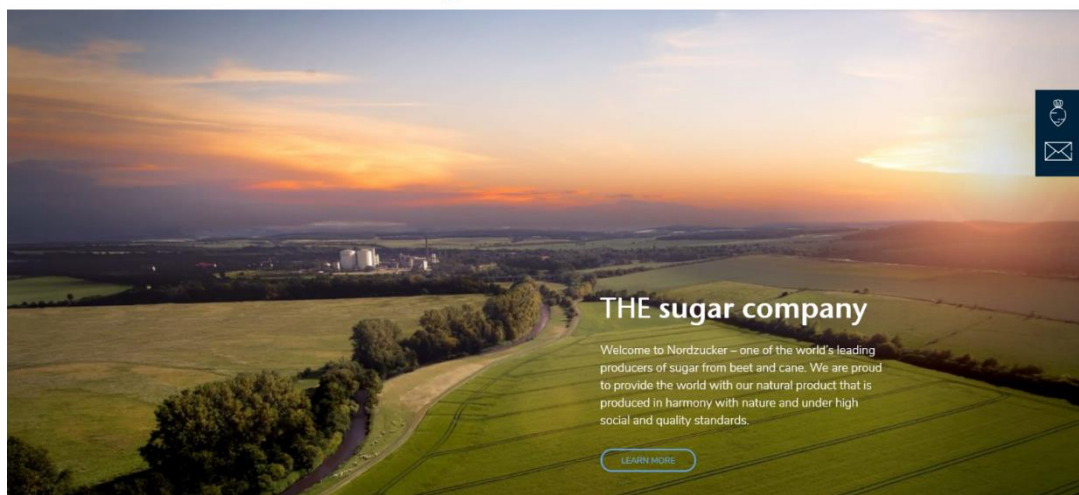 THE sugar company
Welcome to Nordzucker – one of the world's leading
producers of sugar from beet and cane. We are proud
to provide the world with our natural product that is
produced in harmony with nature and under high
social and quality standards.
LEARN MORE